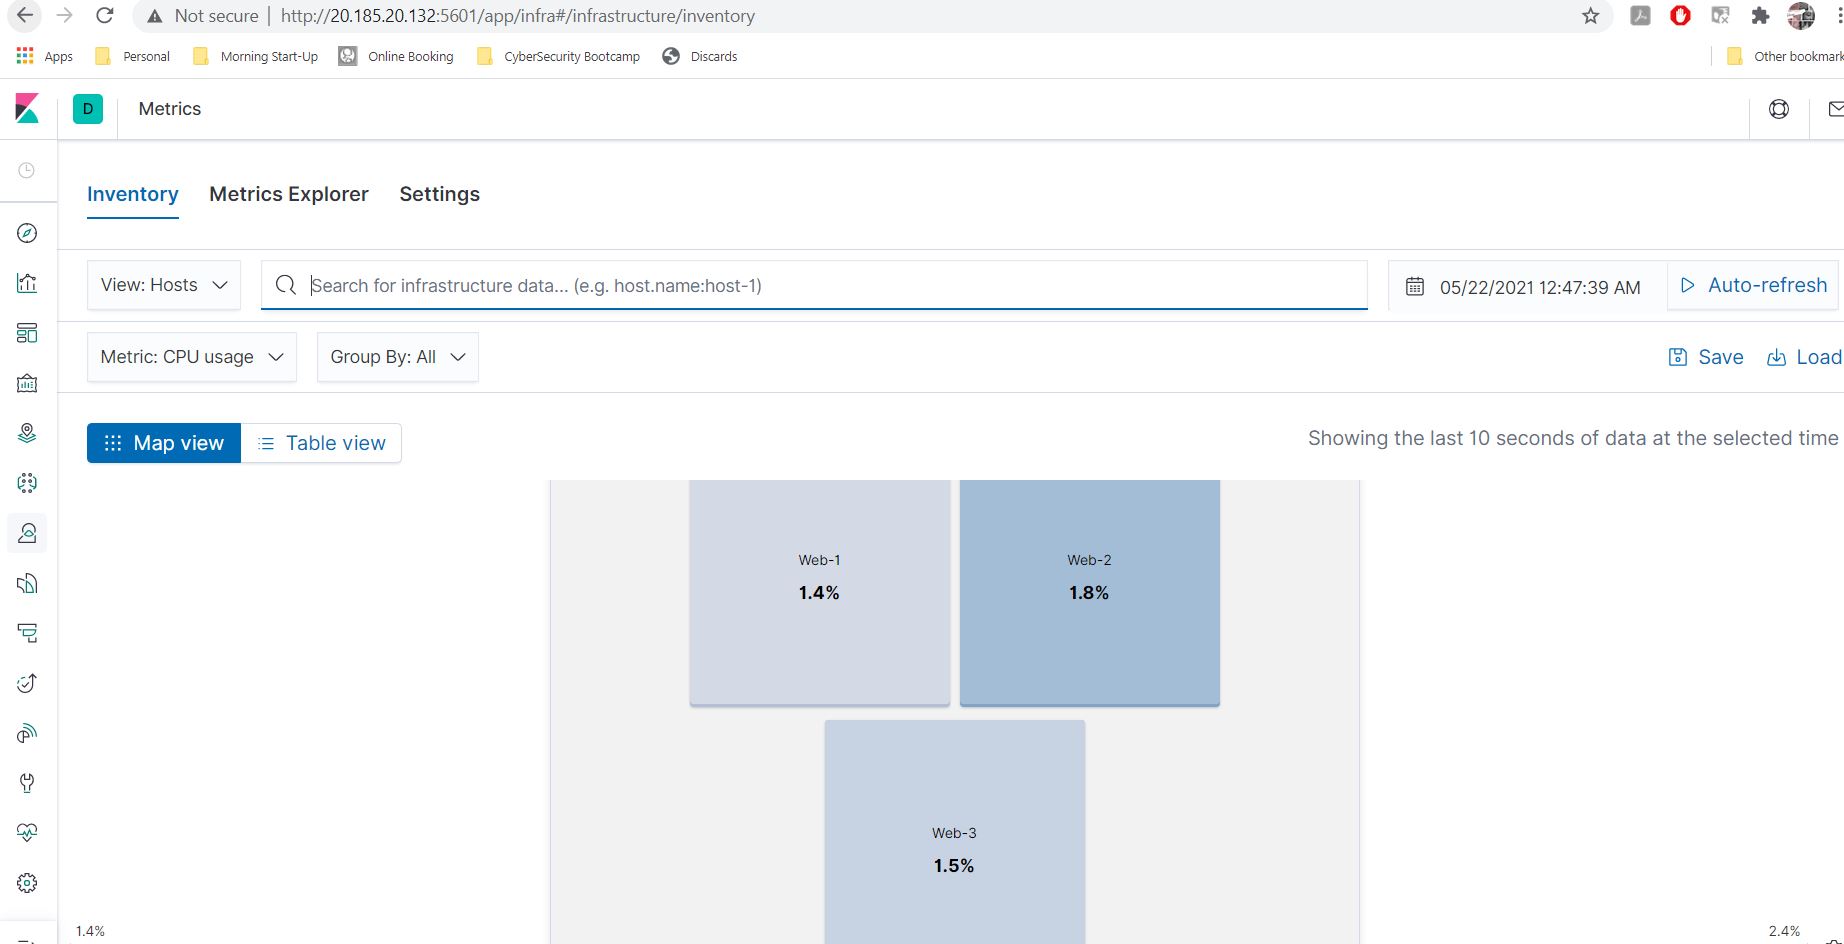 Not secure | http://20.185.20.132:5601/app/infra#/infrastructure/inventory
Apps Personal Morning Start-Up Online Booking CyberSecurity Bootcamp Discards Other bookmark
D Metrics
Inventory Metrics Explorer Settings
View: Hosts Search for infrastructure data... (e.g. host.name:host-1) 05/22/2021 12:47:39 AM Auto-refresh
Metric: CPU usage Group By: All Save Load
Map view Table view Showing the last 10 seconds of data at the selected time
Web-1 Web-2
1.4% 1.8%
Web-3
1.5%
1.4% 2.4%